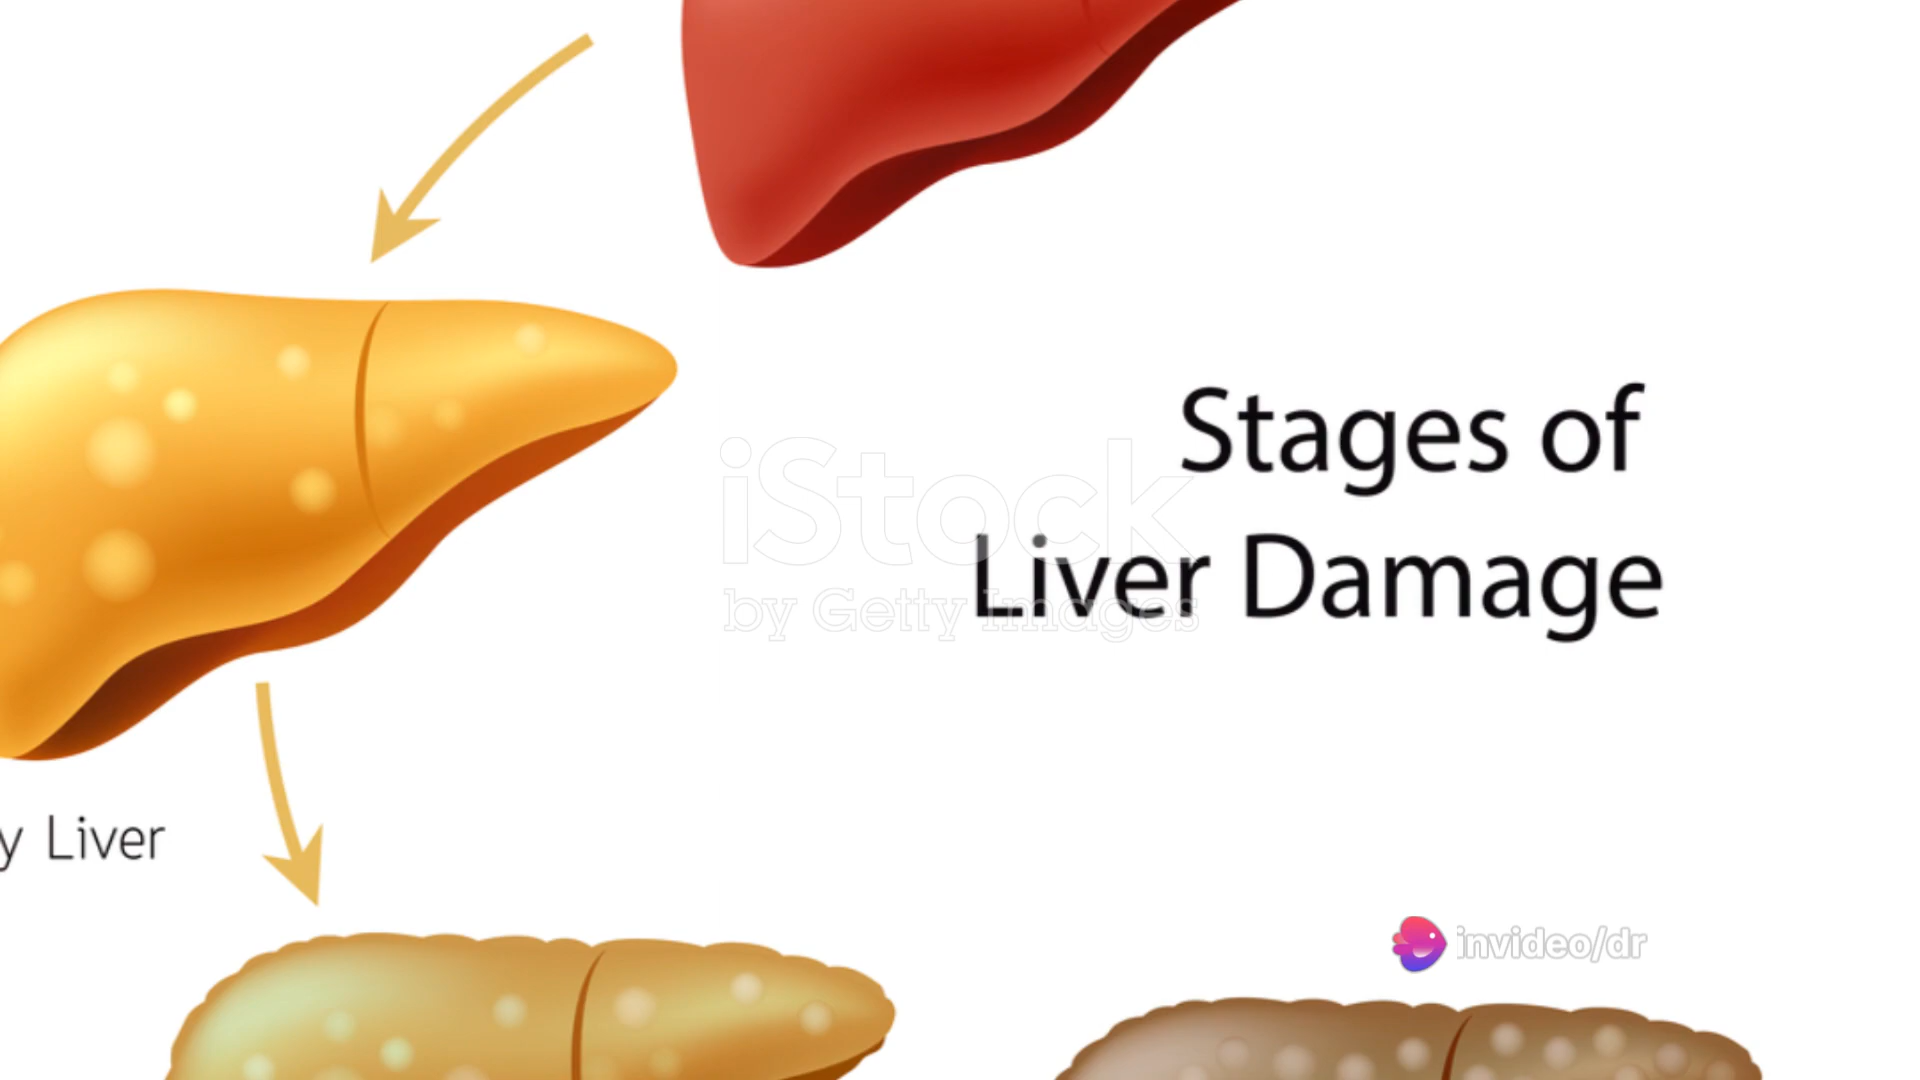 Stages of
Liver Damage
iStock
by Getty Images
y Liver
invideo/dr